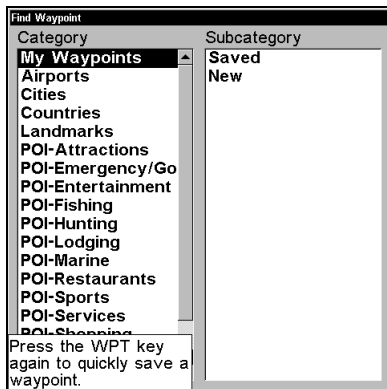 Find Waypoint
Category
My Waypoints
Airports
Cities
Countries
Landmarks
POI-Attractions
POI-Emergency/Go
POI-Entertainment
POI-Fishing
POI-Hunting
POI-Lodging
POI-Marine
POI-Restaurants
POI-Sports
POI-Services
POI-Shopping
Press the WPT key
again to quickly save a
waypoint.
Subcategory
Saved
New